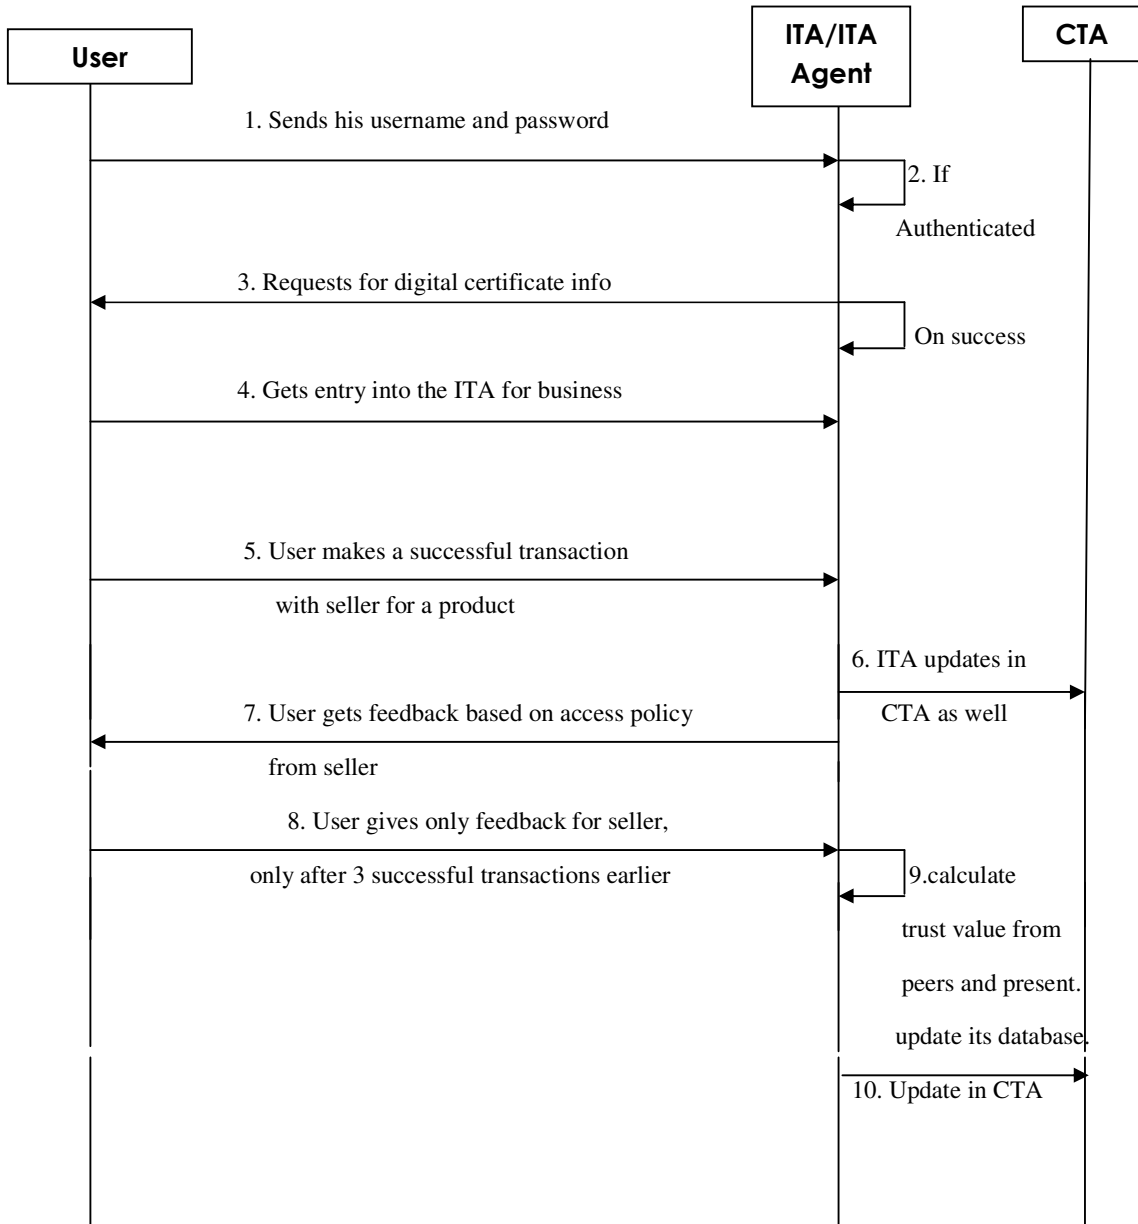 User
ITA/ITA
Agent
CTA
1. Sends his username and password
2. If
Authenticated
3. Requests for digital certificate info
On success
4. Gets entry into the ITA for business
5. User makes a successful transaction
with seller for a product
6. ITA updates in
CTA as well
7. User gets feedback based on access policy
from seller
8. User gives only feedback for seller,
only after 3 successful transactions earlier
9.calculate
trust value from
peers and present.
update its database.
10. Update in CTA